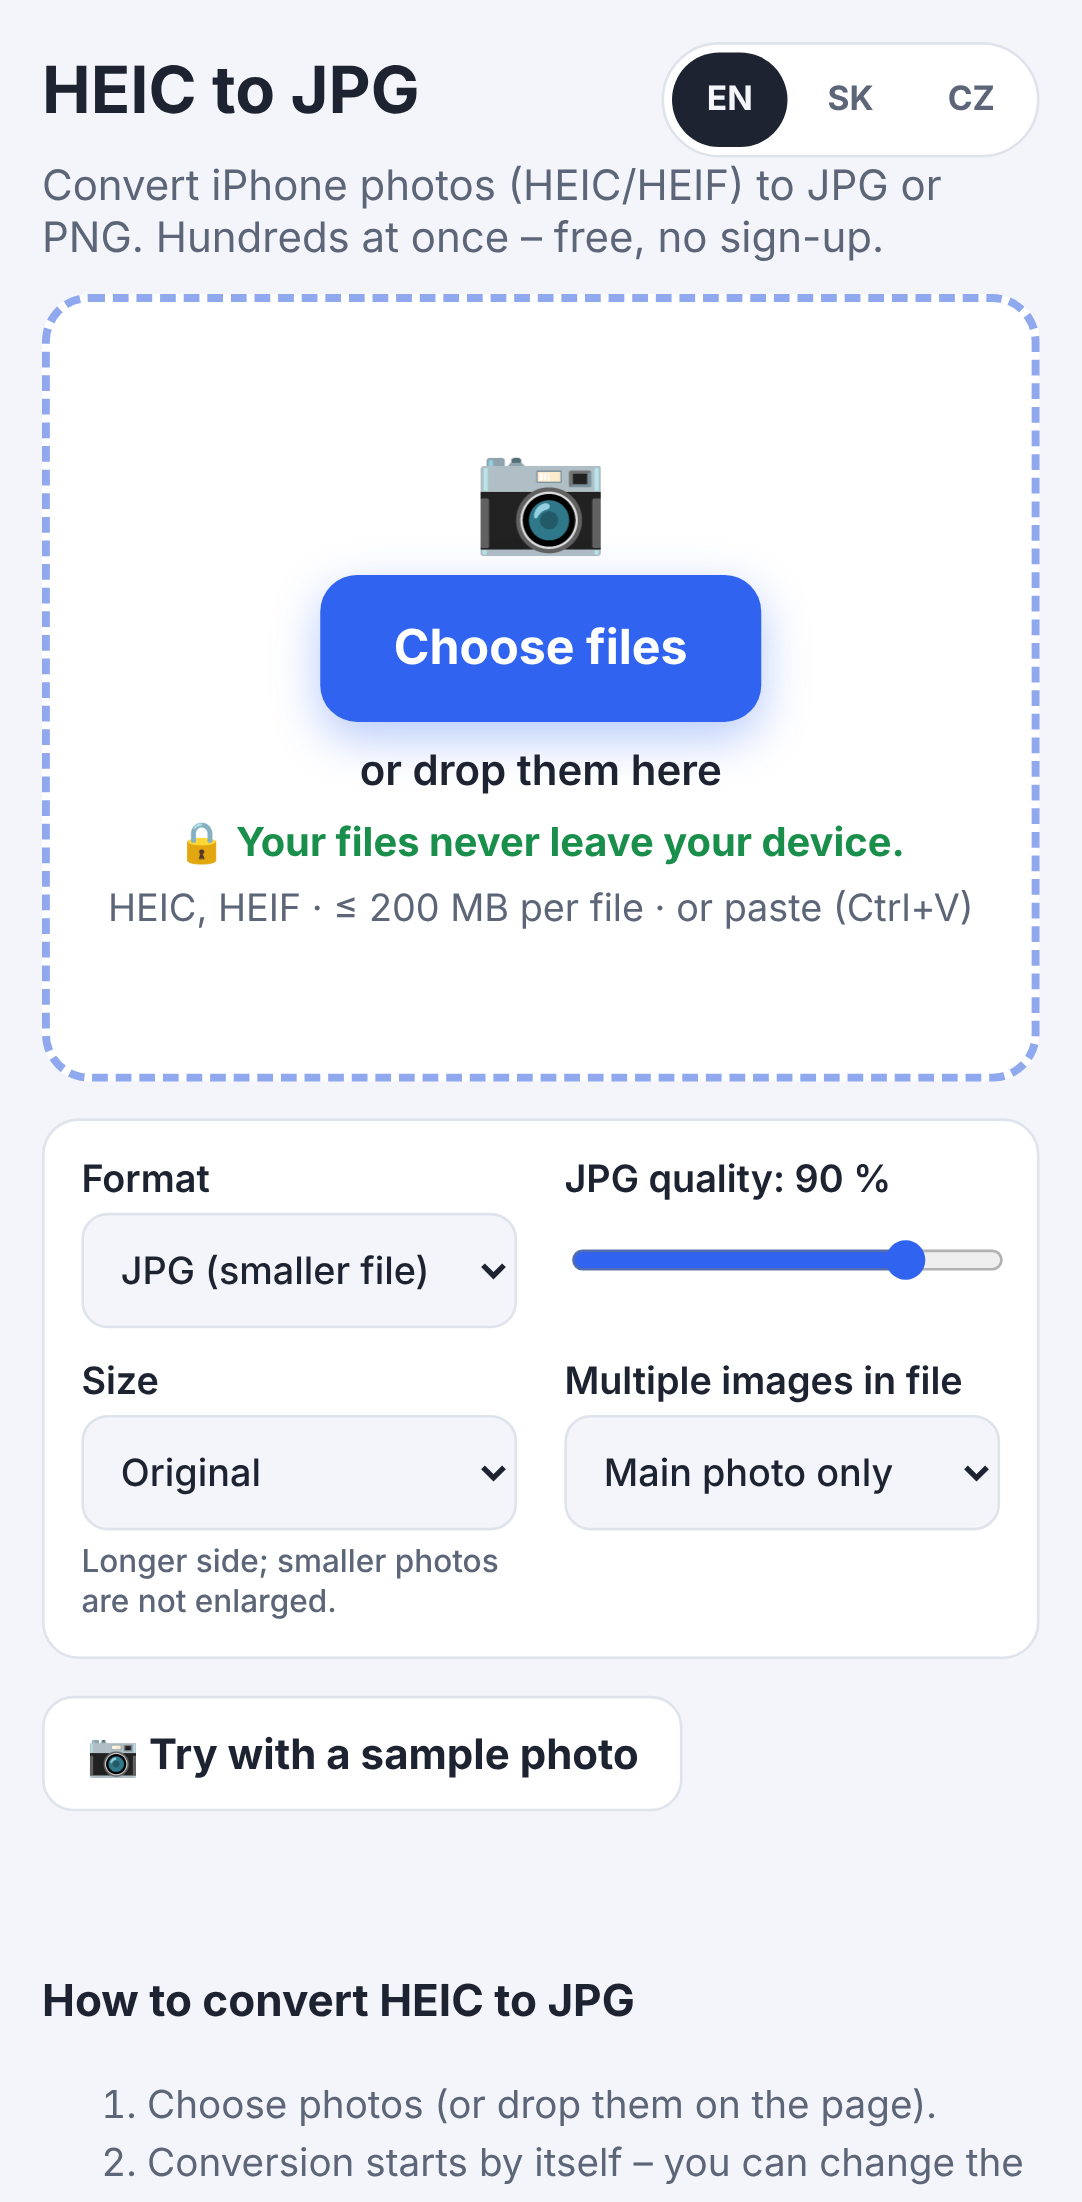 HEIC to JPG
EN SK CZ
Convert iPhone photos (HEIC/HEIF) to JPG or
PNG. Hundreds at once – free, no sign-up.
Choose files
or drop them here
🔒 Your files never leave your device.
HEIC, HEIF · ≤ 200 MB per file · or paste (Ctrl+V)
Format
JPG (smaller file)
JPG quality: 90 %
Size
Original
Longer side; smaller photos
are not enlarged.
Multiple images in file
Main photo only
📷 Try with a sample photo
How to convert HEIC to JPG
1. Choose photos (or drop them on the page).
2. Conversion starts by itself – you can change the